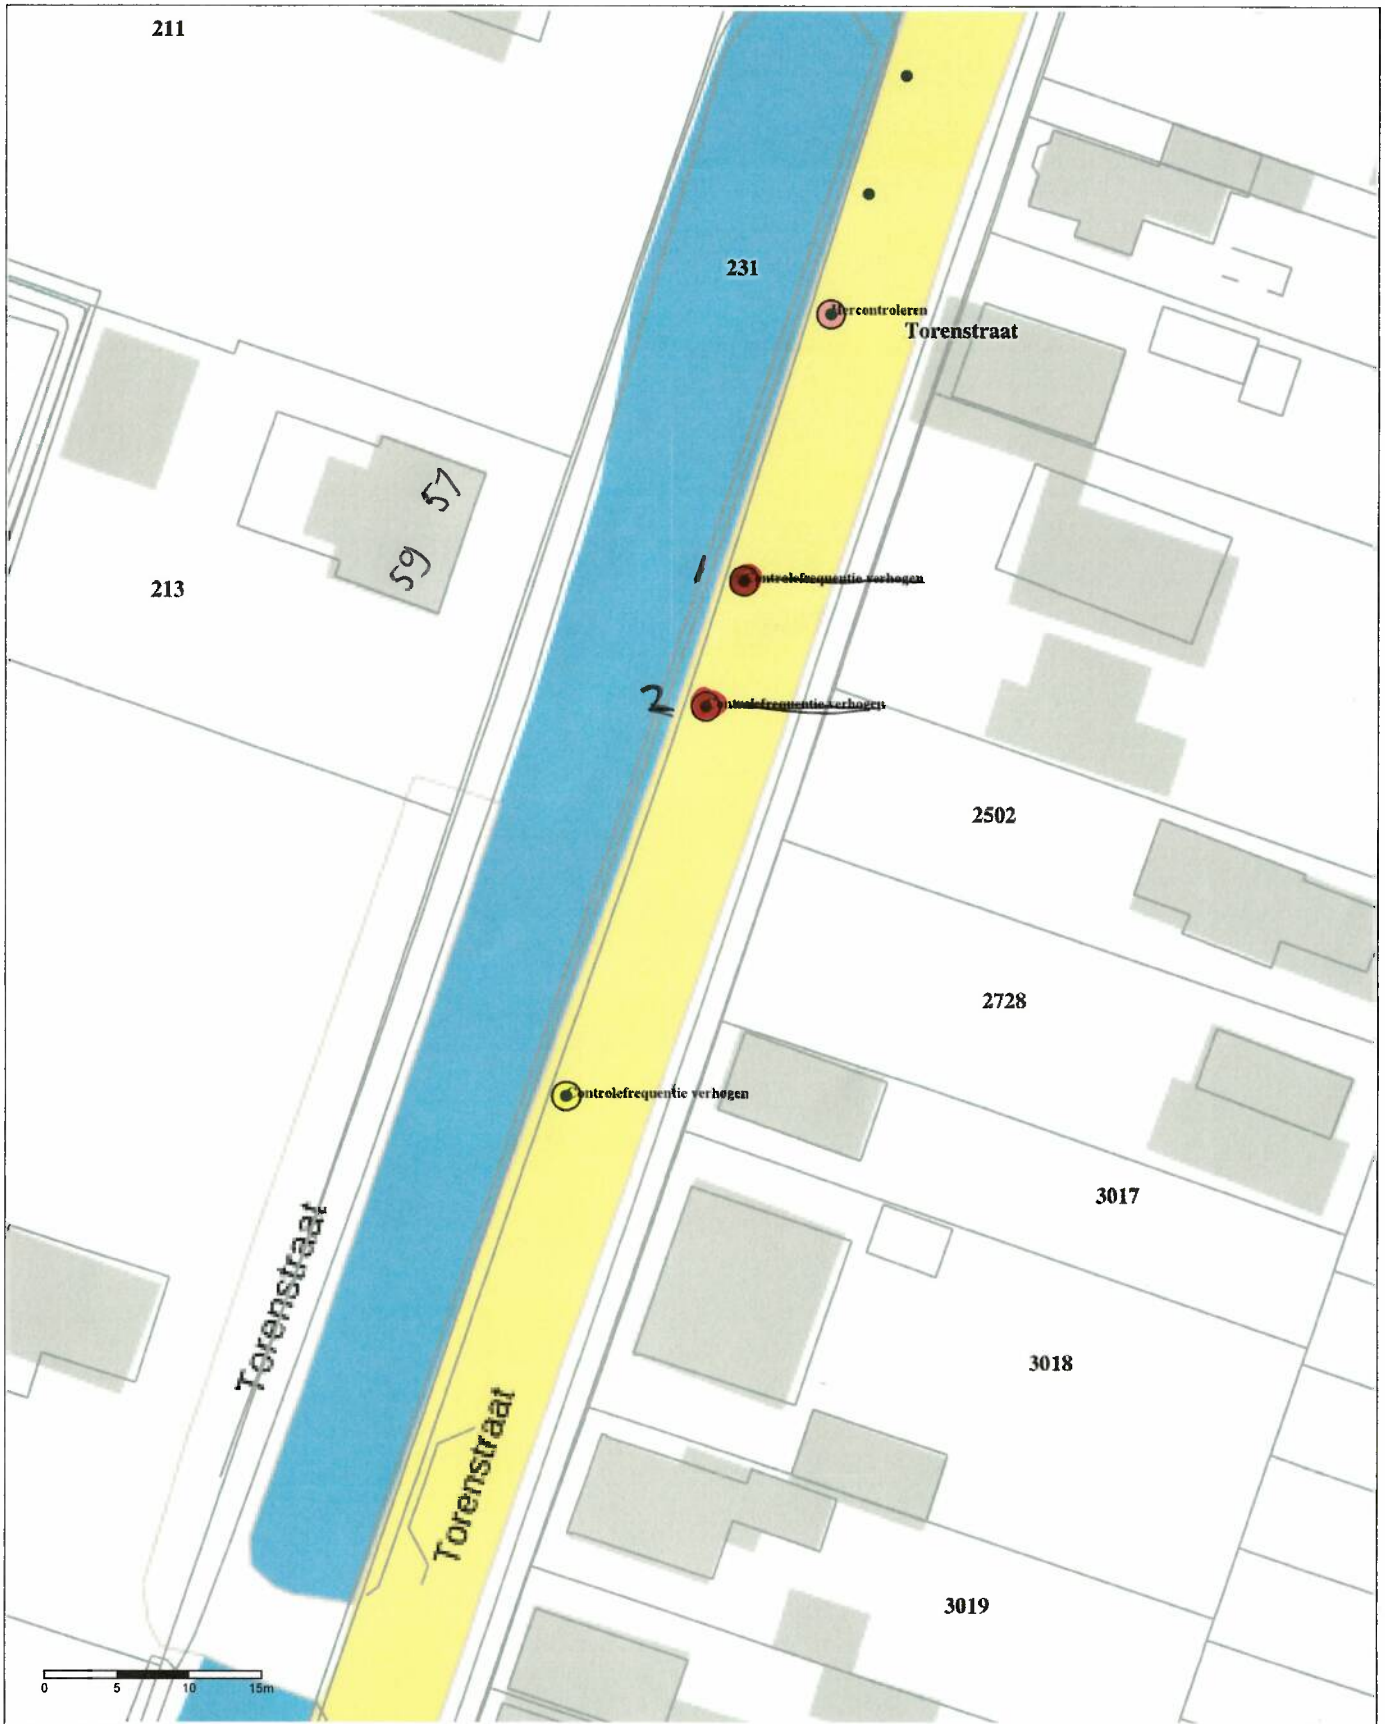 211
231
Hercontroleren
Torenstraat
57
59
213
1
Controlefrequentie verhogen
2
Controlefrequentie verhogen
2502
2728
Controlefrequentie verhogen
3017
Torenstraat
3018
Torenstraat
3019
0 5 10 15m